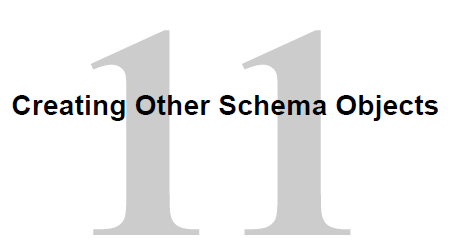 11
Creating Other Schema Objects